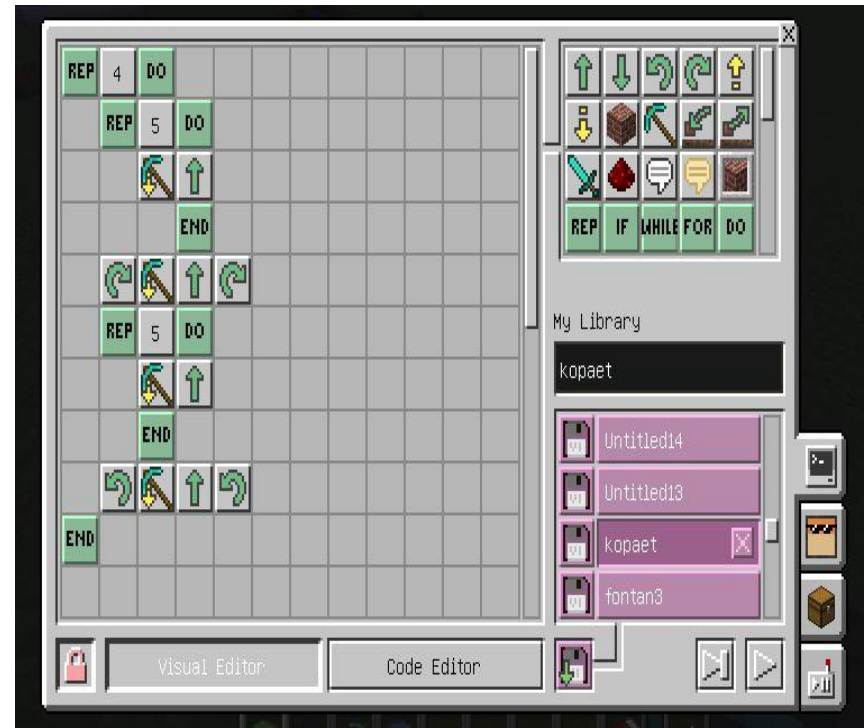 REP 4 DO
REP 5 DO
END
REP 5 DO
END
END
REP IF WHILE FOR DO
My Library
kopaet
Untitled14
Untitled13
kopaet X
fontan3
Visual Editor
Code Editor
X